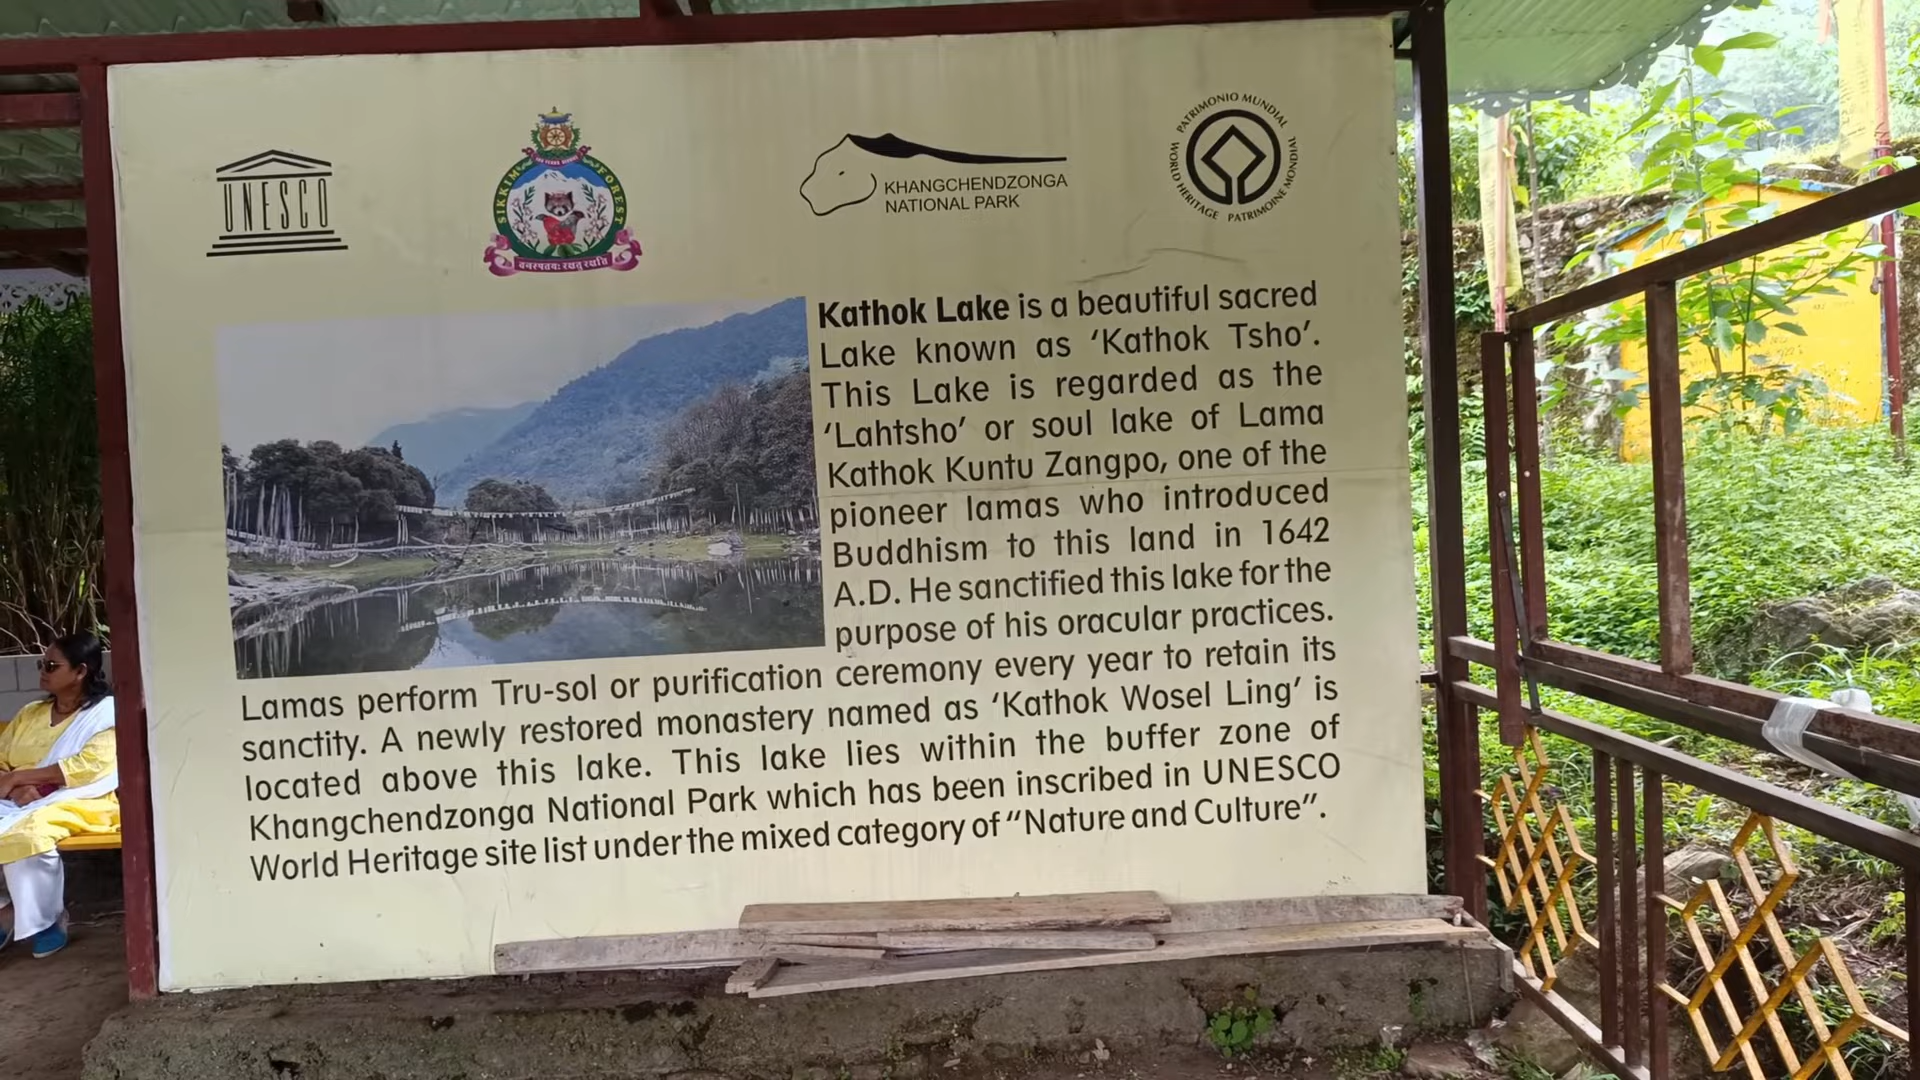 UNESCO
SIKKIM FOREST
वनस्पतयः रक्षतु रक्षति
KHANGCHENDZONGA
NATIONAL PARK
PATRIMONIO MUNDIAL
WORLD HERITAGE
PATRIMOINE MONDIAL
Kathok Lake is a beautiful sacred
Lake known as ‘Kathok Tsho’.
This Lake is regarded as the
‘Lahtsho’ or soul lake of Lama
Kathok Kuntu Zangpo, one of the
pioneer lamas who introduced
Buddhism to this land in 1642
A.D. He sanctified this lake for the
purpose of his oracular practices.
Lamas perform Tru-sol or purification ceremony every year to retain its
sanctity. A newly restored monastery named as ‘Kathok Wosel Ling’ is
located above this lake. This lake lies within the buffer zone of
Khangchendzonga National Park which has been inscribed in UNESCO
World Heritage site list under the mixed category of “Nature and Culture”.